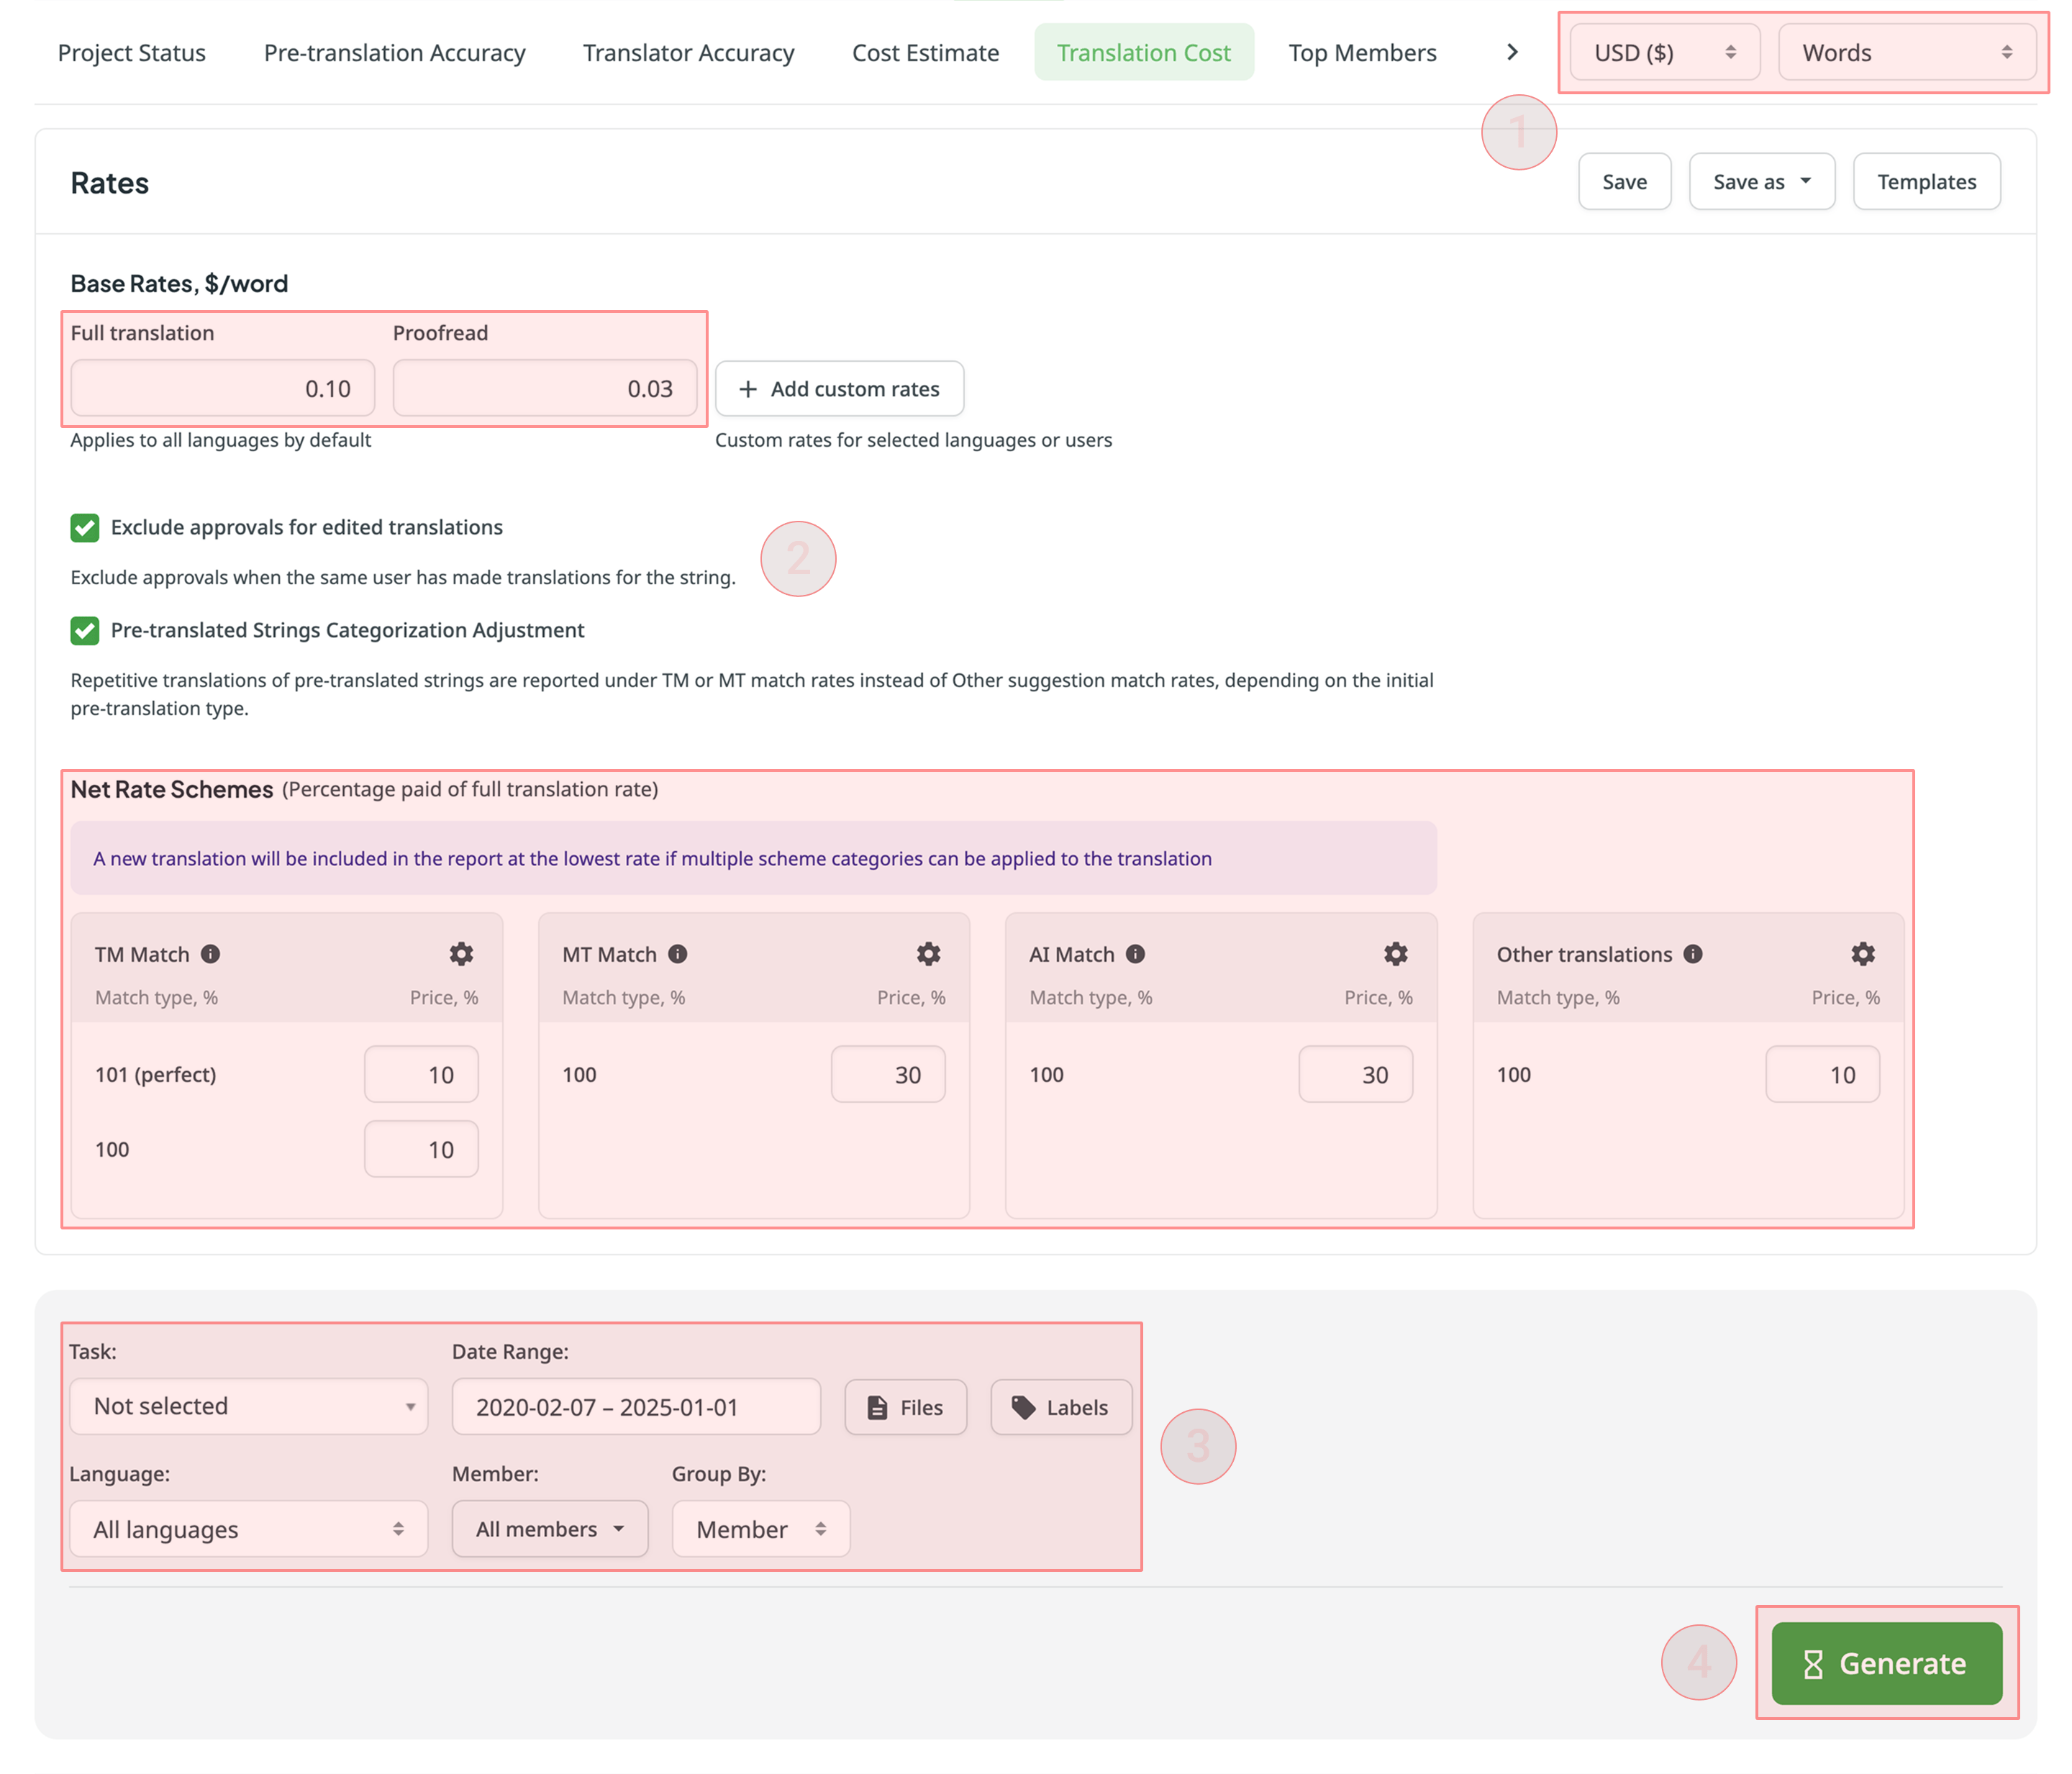 Project Status Pre-translation Accuracy Translator Accuracy Cost Estimate Translation Cost Top Members USD ($) Words
1
Rates Save Save as Templates
Base Rates, $/word
Full translation Proofread
0.10 0.03 Add custom rates
Applies to all languages by default Custom rates for selected languages or users
Exclude approvals for edited translations
2
Exclude approvals when the same user has made translations for the string.
Pre-translated Strings Categorization Adjustment
Repetitive translations of pre-translated strings are reported under TM or MT match rates instead of Other suggestion match rates, depending on the initial
pre-translation type.
Net Rate Schemes (Percentage paid of full translation rate)
A new translation will be included in the report at the lowest rate if multiple scheme categories can be applied to the translation
TM Match MT Match AI Match Other translations
Match type, % Price, % Match type, % Price, % Match type, % Price, % Match type, % Price, %
101 (perfect) 10 100 30 100 30 100 10
100 10
Task: Date Range:
Not selected 2020-02-07 – 2025-01-01 Files Labels
3
Language: Member: Group By:
All languages All members Member
4 Generate